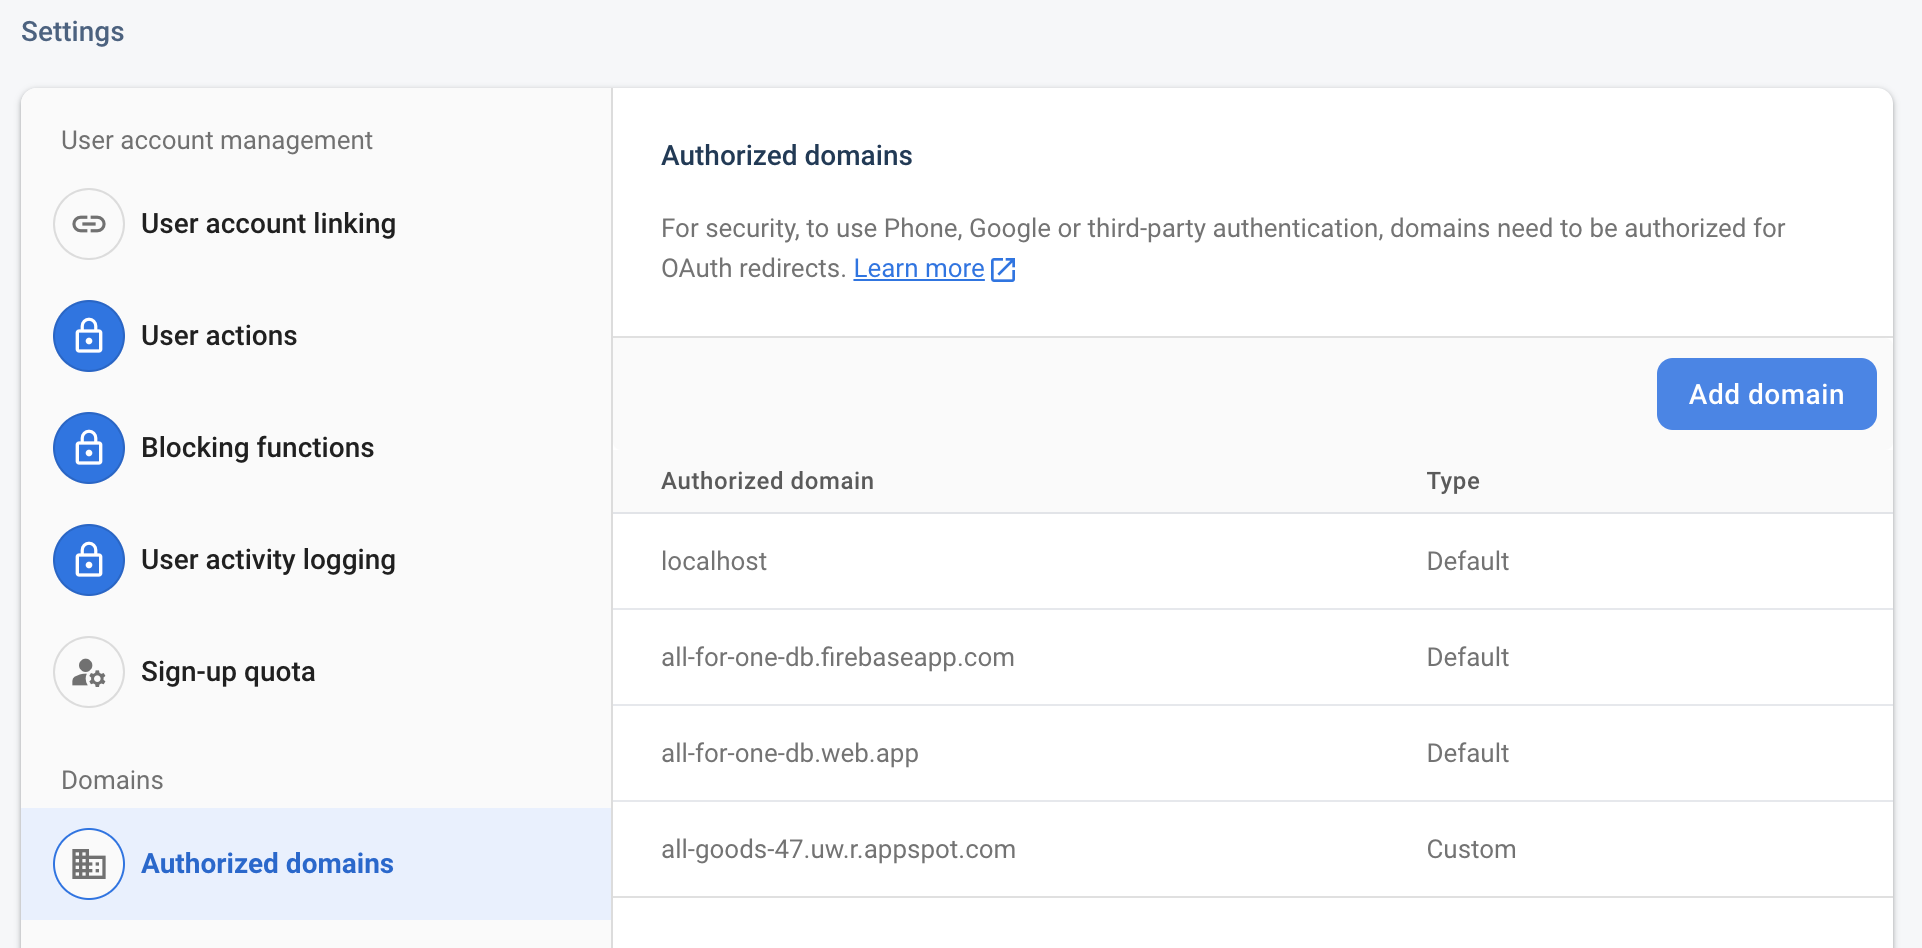 Settings
User account management
User account linking
User actions
Blocking functions
User activity logging
Sign-up quota
Domains
Authorized domains
Authorized domains
For security, to use Phone, Google or third-party authentication, domains need to be authorized for
OAuth redirects. Learn more
Add domain
Authorized domain Type
localhost Default
all-for-one-db.firebaseapp.com Default
all-for-one-db.web.app Default
all-goods-47.uw.r.appspot.com Custom